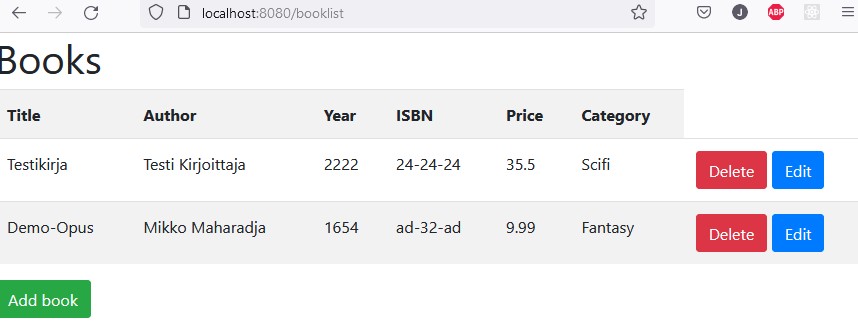 localhost:8080/booklist
J
ABP
Books
Title Author Year ISBN Price Category
Testikirja Testi Kirjoittaja 2222 24-24-24 35.5 Scifi Delete Edit
Demo-Opus Mikko Maharadja 1654 ad-32-ad 9.99 Fantasy Delete Edit
Add book